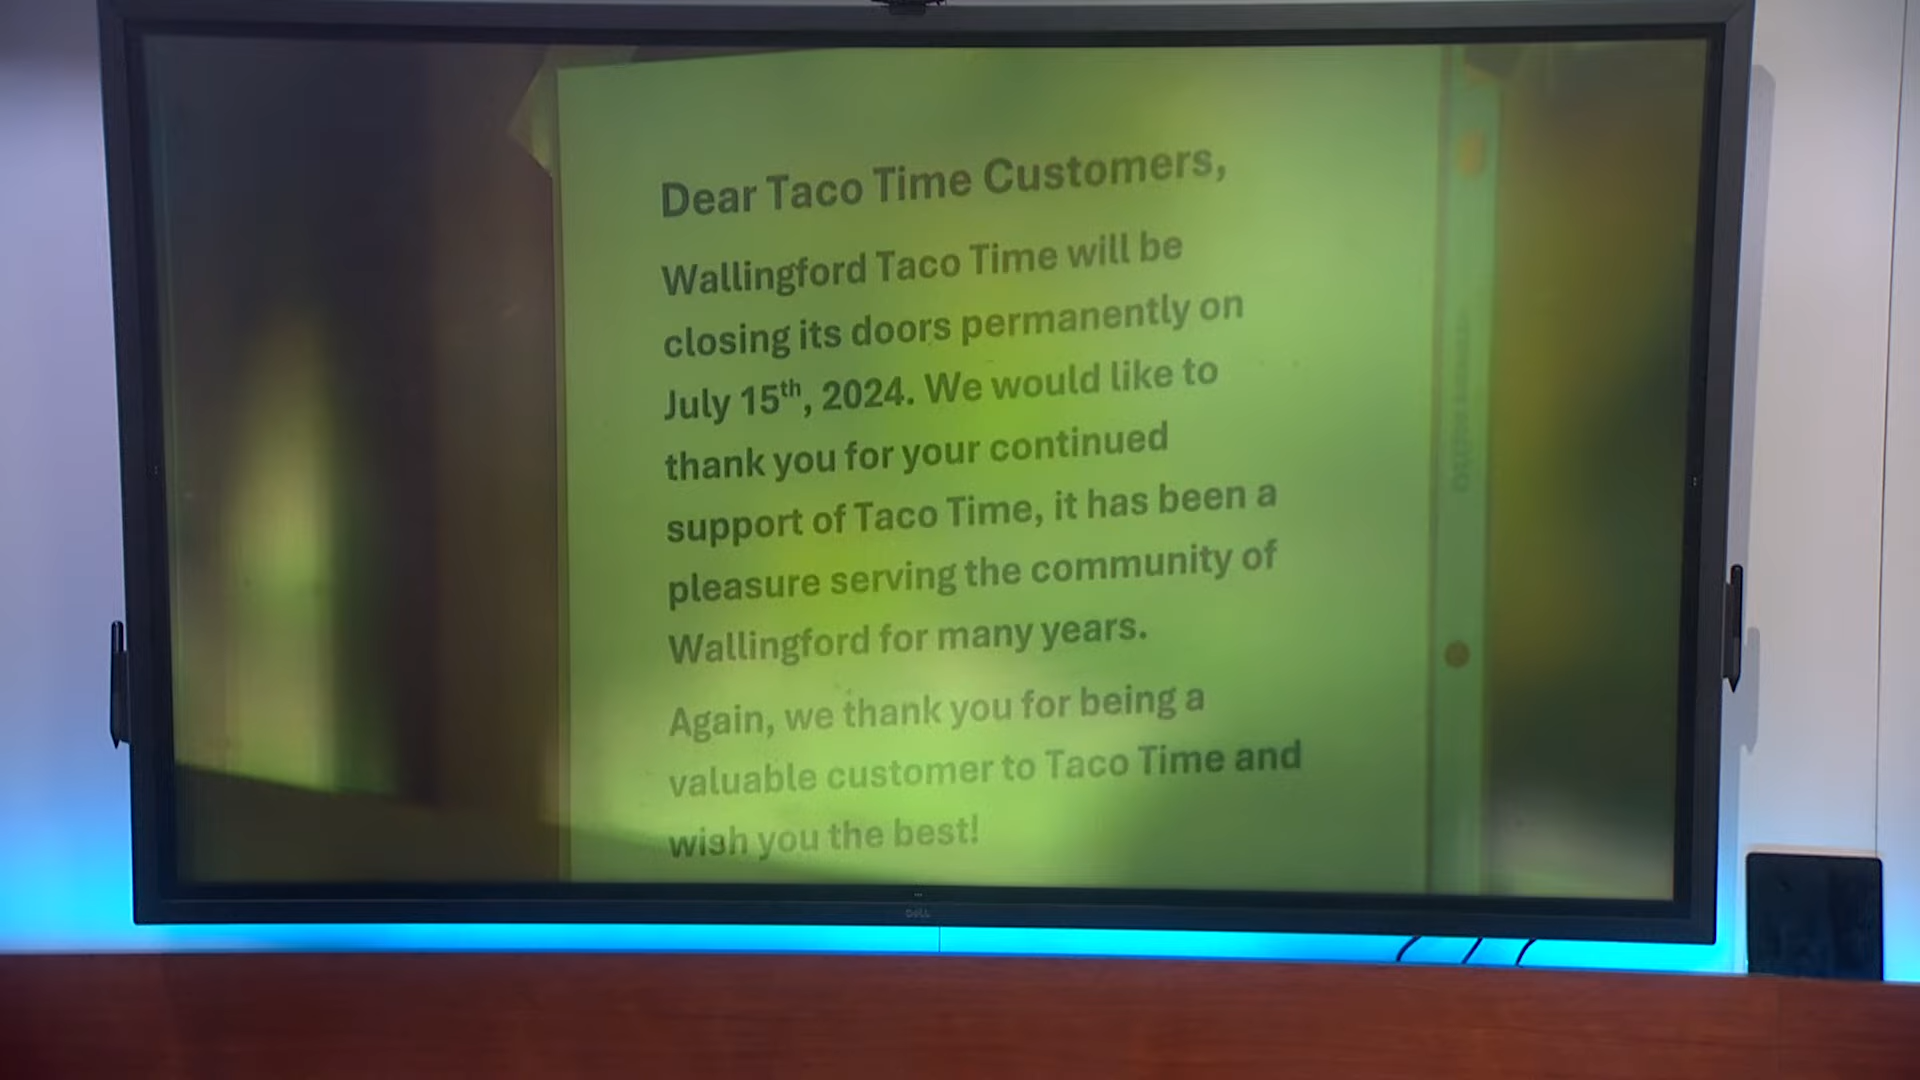 Dear Taco Time Customers,
Wallingford Taco Time will be
closing its doors permanently on
July 15th, 2024. We would like to
thank you for your continued
support of Taco Time, it has been a
pleasure serving the community of
Wallingford for many years.
Again, we thank you for being a
valuable customer to Taco Time and
wish you the best!
DELL